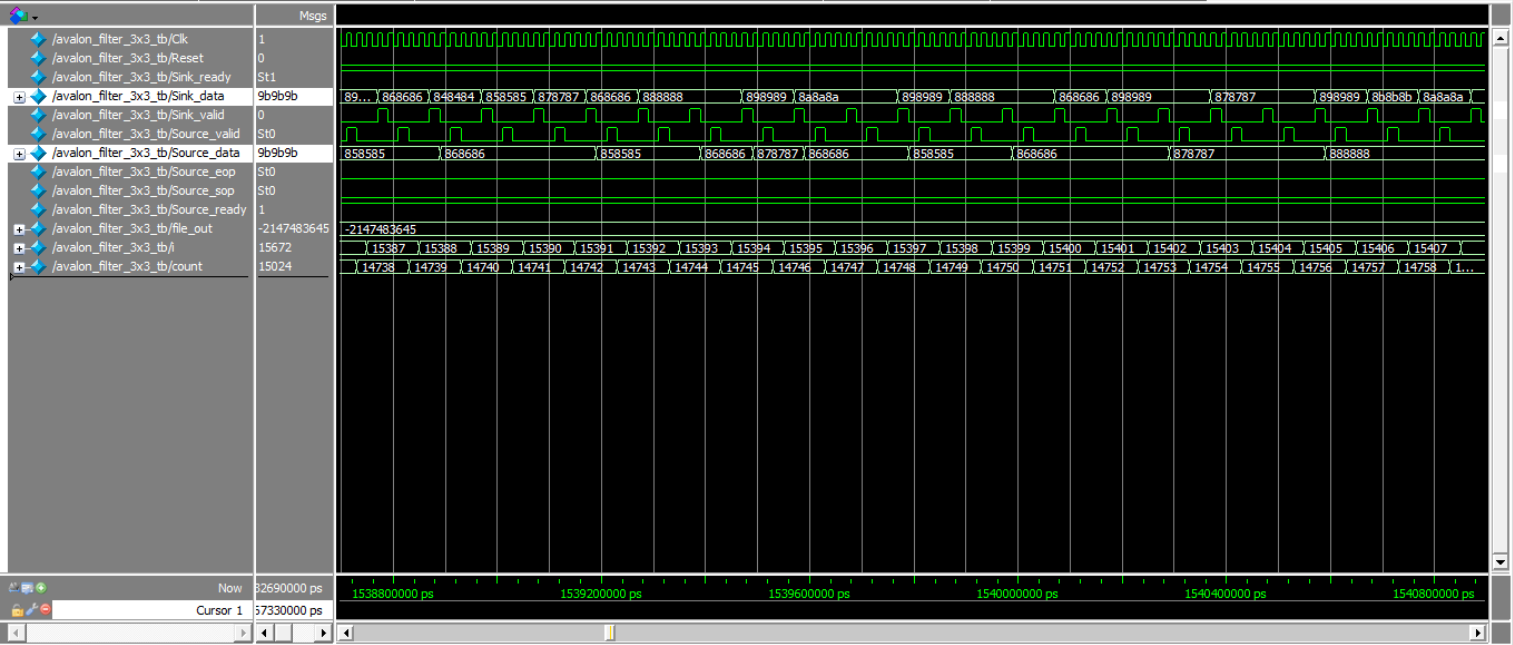 Msgs
/avalon_filter_3x3_tb/Clk 1
/avalon_filter_3x3_tb/Reset 0
/avalon_filter_3x3_tb/Sink_ready St1
/avalon_filter_3x3_tb/Sink_data 9b9b9b 89... 868686 848484 858585 878787 868686 888888 898989 8a8a8a 898989 888888 868686 898989 878787 898989 8b8b8b 8a8a8a
/avalon_filter_3x3_tb/Sink_valid 0
/avalon_filter_3x3_tb/Source_valid St0
/avalon_filter_3x3_tb/Source_data 9b9b9b 858585 868686 858585 868686 878787 868686 858585 868686 878787 888888
/avalon_filter_3x3_tb/Source_eop St0
/avalon_filter_3x3_tb/Source_sop St0
/avalon_filter_3x3_tb/Source_ready 1
/avalon_filter_3x3_tb/file_out -2147483645 -2147483645
/avalon_filter_3x3_tb/i 15672 15387 15388 15389 15390 15391 15392 15393 15394 15395 15396 15397 15398 15399 15400 15401 15402 15403 15404 15405 15406 15407
/avalon_filter_3x3_tb/count 15024 14738 14739 14740 14741 14742 14743 14744 14745 14746 14747 14748 14749 14750 14751 14752 14753 14754 14755 14756 14757 14758 1...
Now 32690000 ps 1538800000 ps 1539200000 ps 1539600000 ps 1540000000 ps 1540400000 ps 1540800000 ps
Cursor 1 57330000 ps